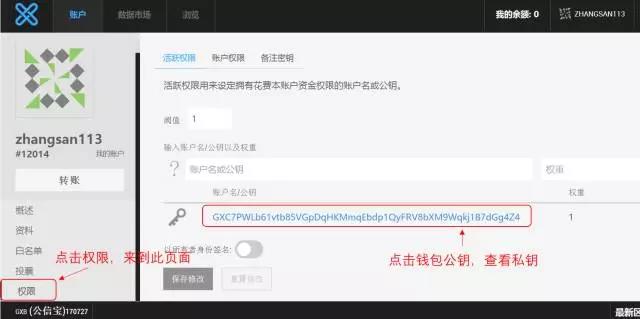 账户 数据市场 浏览 我的余额: 0 ZHANGSAN113
活跃权限 账户权限 备注密钥
活跃权限用来设定拥有花费本账户资金权限的账户名或公钥。
阈值 1
zhangsan113
#12014 我的账户
转账
输入账户名/公钥以及权重
? 账户名或公钥 权重
账户名/公钥 权重
GXC7PWLb61vtb85VGpDqHKMmqEbdp1QyFRV8bXM9Wqkj1B7dGg4Z4 1
概述
资料
白名单
投票
权限
点击权限，来到此页面
点击钱包公钥，查看私钥
以所有者身份签名:
保存修改 重置修改
GXB (公信宝)170727 最新区